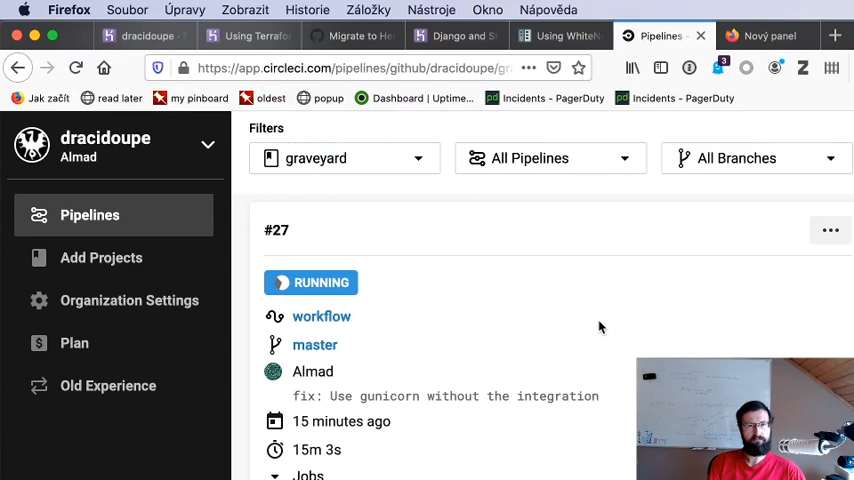 Firefox Soubor Úpravy Zobrazit Historie Záložky Nástroje Okno Nápověda
dracidoupe - S Using Terrafor Migrate to He Django and S Using WhiteN Pipelines - Nový panel
https://app.circleci.com/pipelines/github/dracidoupe/gr
3
Jak začít read later my pinboard oldest popup Dashboard | Uptime... Incidents - PagerDuty Incidents - PagerDuty
dracidoupe
Almad
Pipelines
Add Projects
Organization Settings
Plan
Old Experience
Filters
graveyard All Pipelines All Branches
#27
RUNNING
workflow
master
Almad
fix: Use gunicorn without the integration
15 minutes ago
15m 3s
Jobs